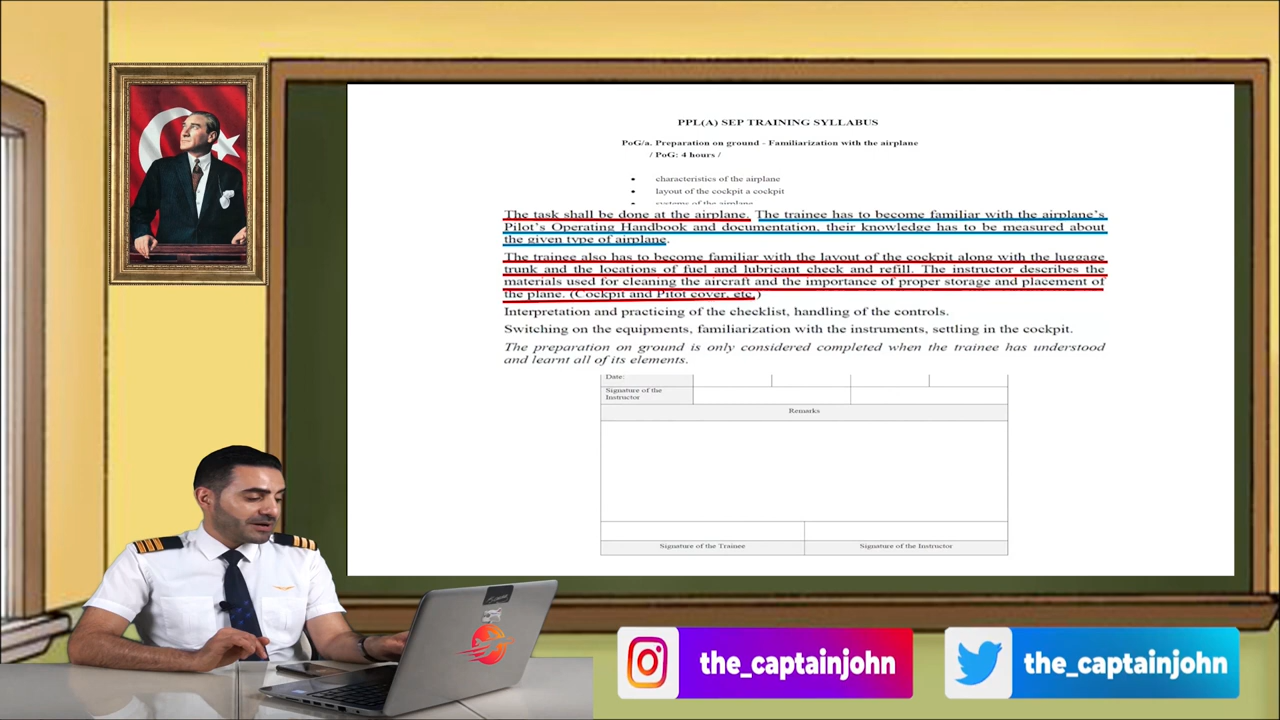 PPL(A) SEP TRAINING SYLLABUS
PoG/a. Preparation on ground - Familiarization with the airplane
/ PoG: 4 hours /
• characteristics of the airplane
• layout of the cockpit a cockpit
• systems of the airplane
The task shall be done at the airplane. The trainee has to become familiar with the airplane's
Pilot's Operating Handbook and documentation, their knowledge has to be measured about
the given type of airplane.
The trainee also has to become familiar with the layout of the cockpit along with the luggage
trunk and the locations of fuel and lubricant check and refill. The instructor describes the
materials used for cleaning the aircraft and the importance of proper storage and placement of
the plane. (Cockpit and Pitot cover, etc.)
Interpretation and practicing of the checklist, handling of the controls.
Switching on the equipments, familiarization with the instruments, settling in the cockpit.
The preparation on ground is only considered completed when the trainee has understood
and learnt all of its elements.
Date:
Signature of the
Instructor
Remarks
Signature of the Trainee
Signature of the Instructor
the_captainjohn
the_captainjohn